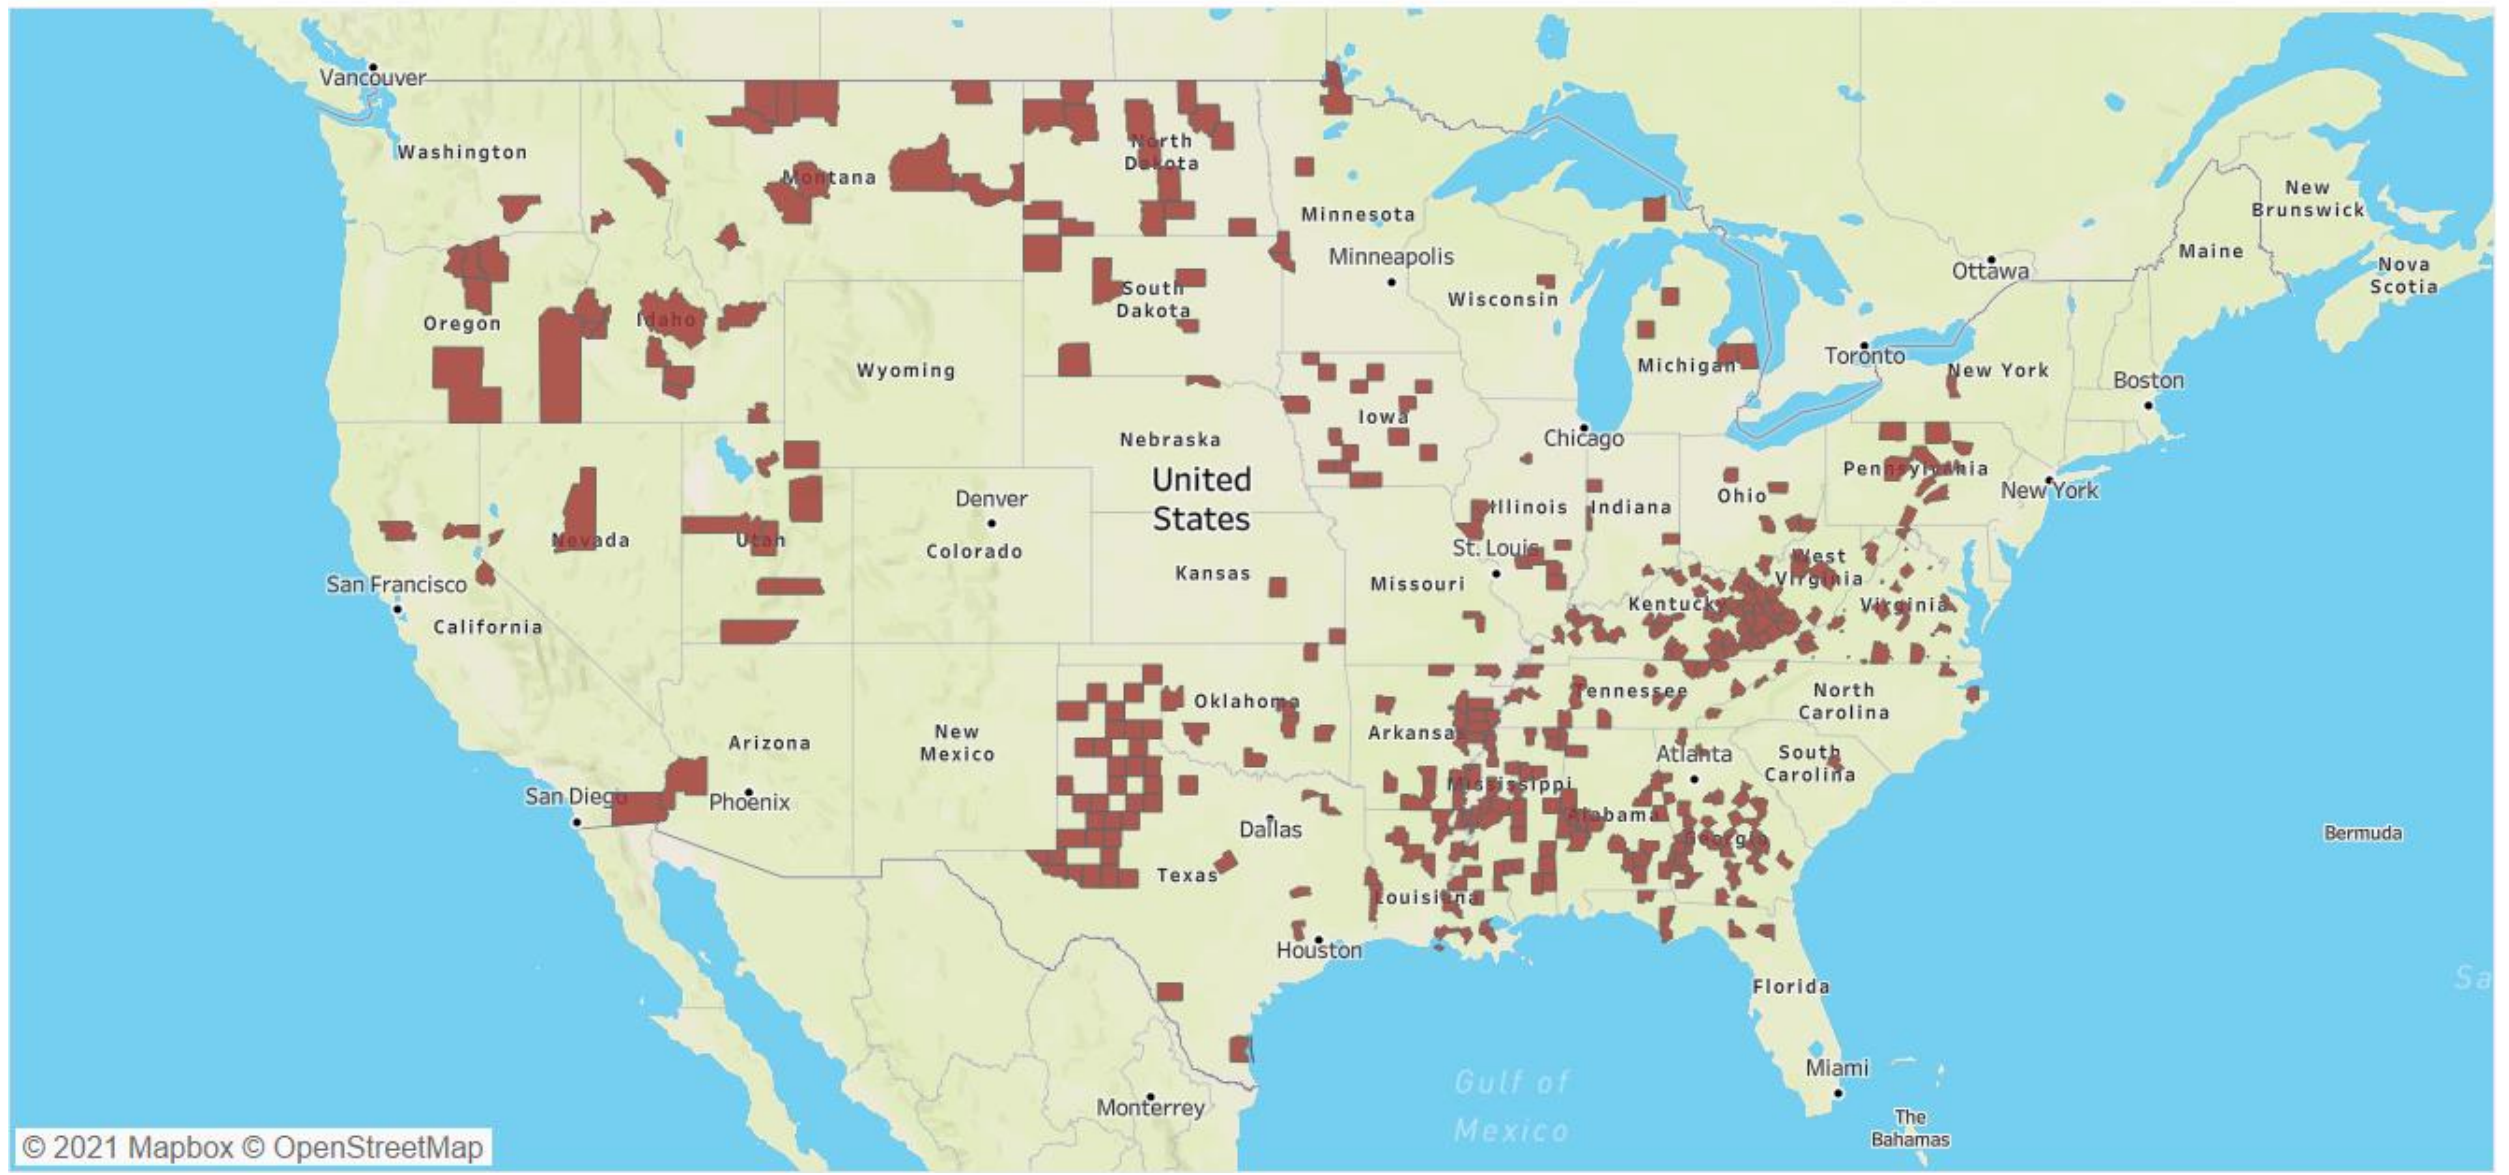 Vancouver
Washington
Montana
North
Dakota
Minnesota
Minneapolis
Wisconsin
Michigan
Ottawa
Toronto
Maine
New
Brunswick
Nova
Scotia
Oregon
Idaho
Wyoming
South
Dakota
New York
Boston
Iowa
Chicago
Nebraska
United
States
Pennsylvania
New York
Ohio
Illinois
Indiana
Denver
Colorado
Nevada
Utah
San Francisco
California
Kansas
Missouri
St. Louis
West
Virginia
Kentucky
Virginia
Oklahoma
Tennessee
North
Carolina
Arkansas
Arizona
New
Mexico
Atlanta
South
Carolina
San Diego
Phoenix
Mississippi
Alabama
Georgia
Dallas
Texas
Louisiana
Houston
Bermuda
Florida
Sa
Miami
Gulf of
Mexico
Monterrey
The
Bahamas
© 2021 Mapbox © OpenStreetMap